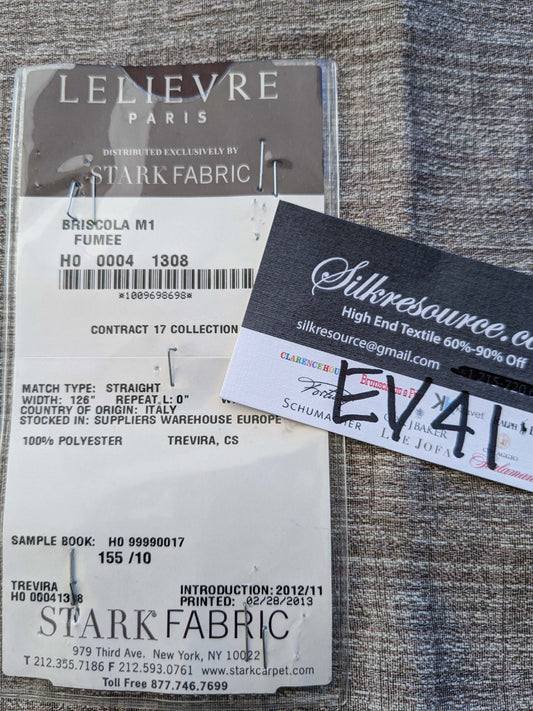 LELIEVRE
PARIS
DISTRIBUTED EXCLUSIVELY BY
STARK FABRIC
BRISCOLA M1
FUMEE
H0 0004 1308
*1009698698*
CONTRACT 17 COLLECTION
MATCH TYPE: STRAIGHT
WIDTH: 126" REPEAT, L: 0"
COUNTRY OF ORIGIN: ITALY
STOCKED IN: SUPPLIERS WAREHOUSE EUROPE
100% POLYESTER TREVIRA, CS
SAMPLE BOOK: H0 99990017
155 /10
TREVIRA INTRODUCTION: 2012/11
H0 00041308 PRINTED: 02/28/2013
STARK FABRIC
979 Third Ave. New York, NY 10022
T 212.355.7186 F 212.593.0761 www.starkcarpet.com
Toll Free 877.746.7699
Silkresource.co
High End Textile 60%-90% Off
silkresource@gmail.com
CLARENCEHOU
SCHUMACHER
LEE JOFA
EV41